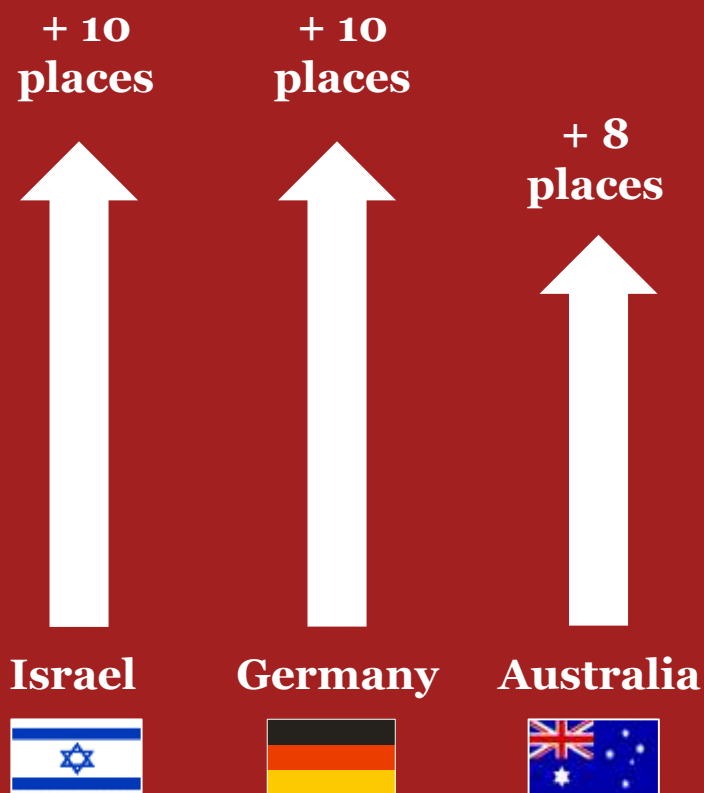 + 10
places
+ 10
places
+ 8
places
Israel
Germany
Australia